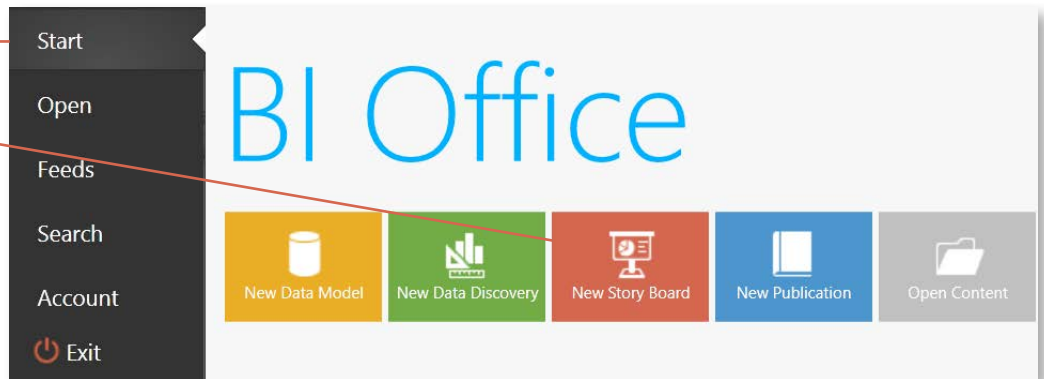 Start
Open
Feeds
Search
Account
Exit
BI Office
New Data Model
New Data Discovery
New Story Board
New Publication
Open Content